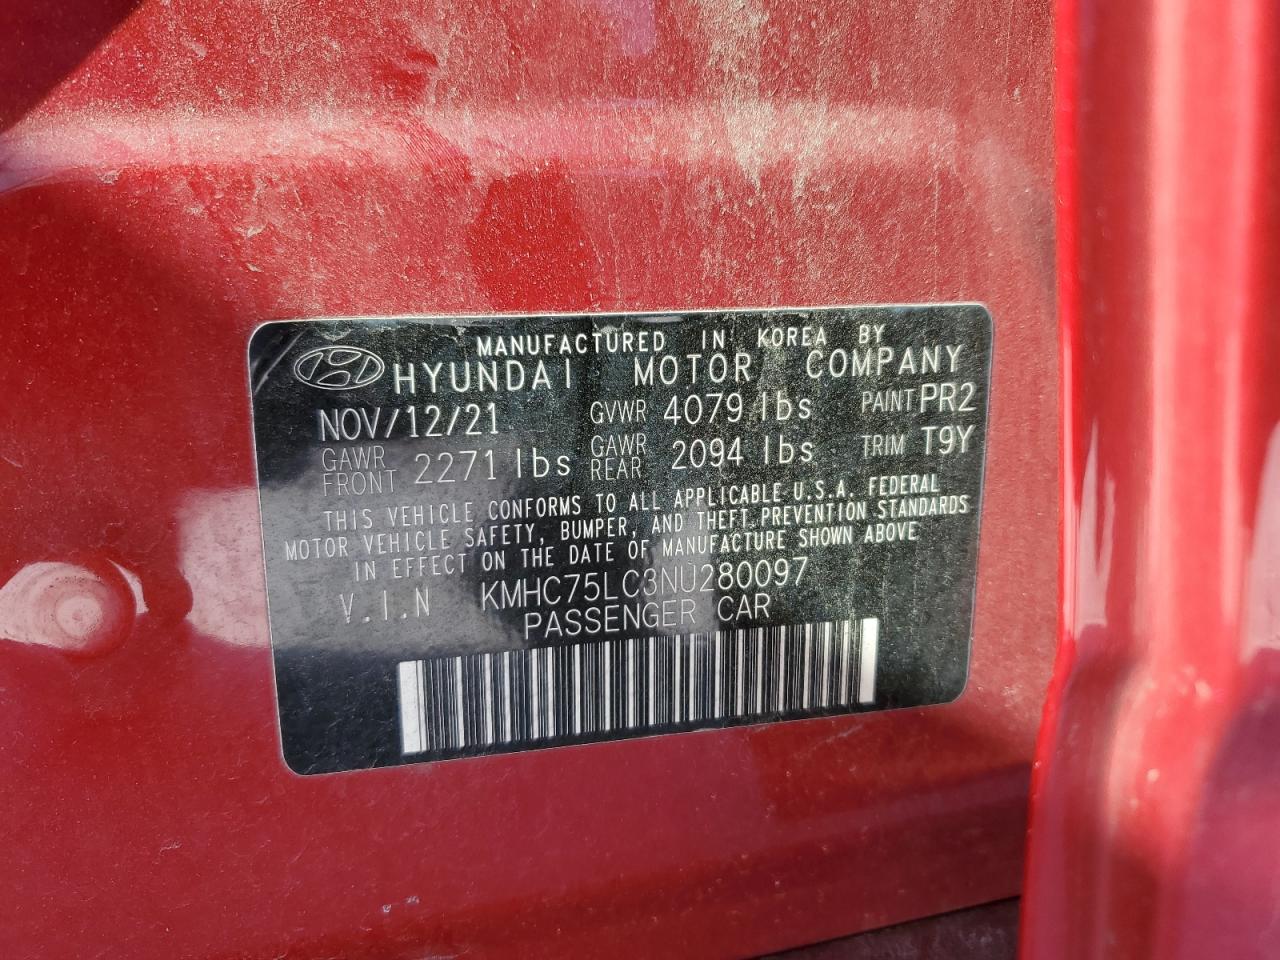 MANUFACTURED IN KOREA BY
HYUNDAI MOTOR COMPANY
NOV/12/21 GVWR 4079 lbs PAINT PR2
GAWR FRONT 2271 lbs GAWR REAR 2094 lbs TRIM T9Y
THIS VEHICLE CONFORMS TO ALL APPLICABLE U.S.A. FEDERAL
MOTOR VEHICLE SAFETY, BUMPER, AND THEFT PREVENTION STANDARDS
IN EFFECT ON THE DATE OF MANUFACTURE SHOWN ABOVE
V.I.N KMHC75LC3NU280097
PASSENGER CAR